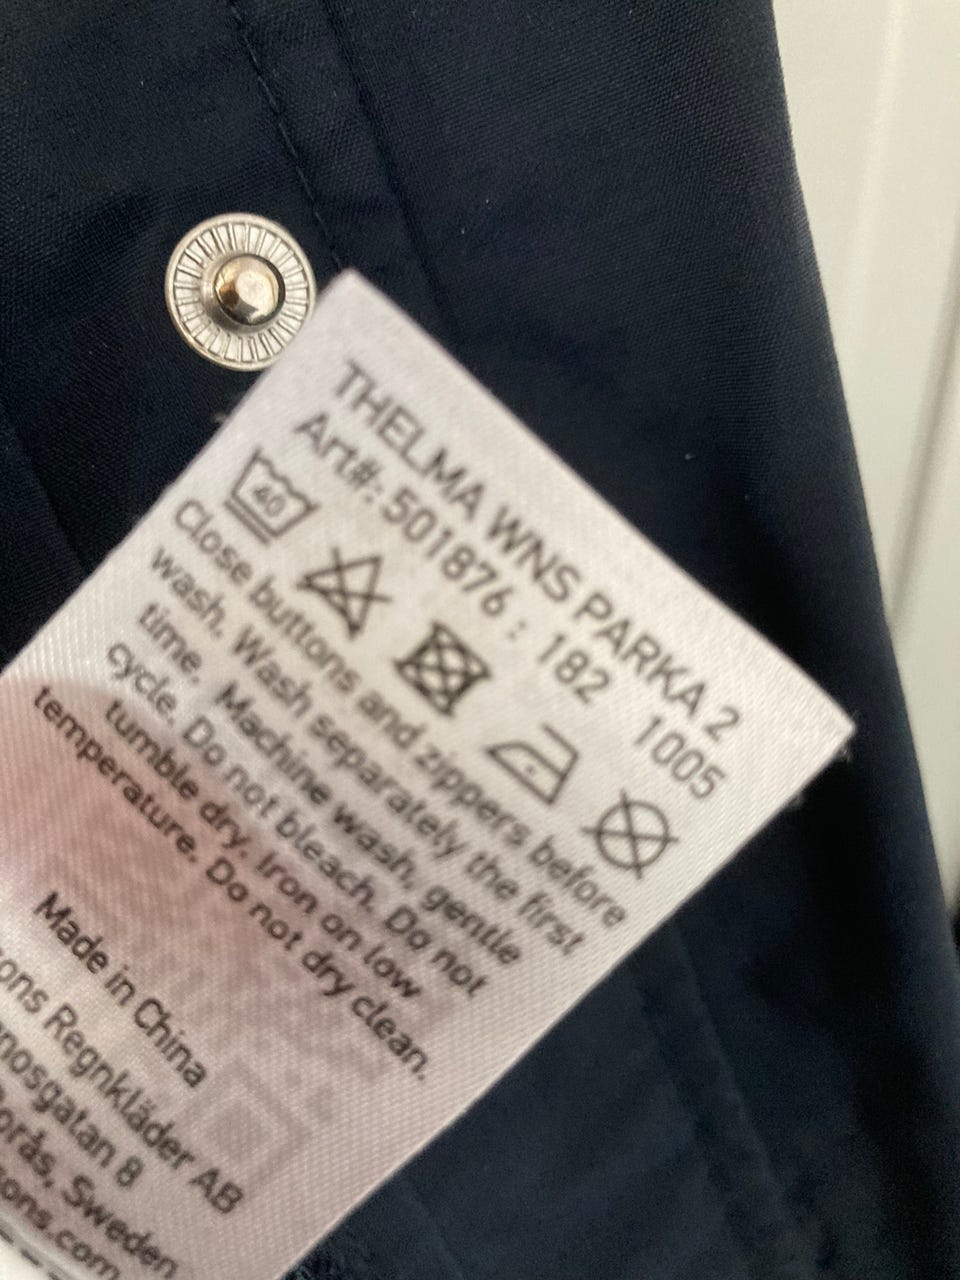 THELMA WNS PARKA 2
Art#: 501876 : 182 1005
40
Close buttons and zippers before
wash. Wash separately the first
time. Machine wash, gentle
cycle. Do not bleach. Do not
tumble dry. Iron on low
temperature. Do not dry clean.
Made in China
Regnkläder AB
8
Sweden